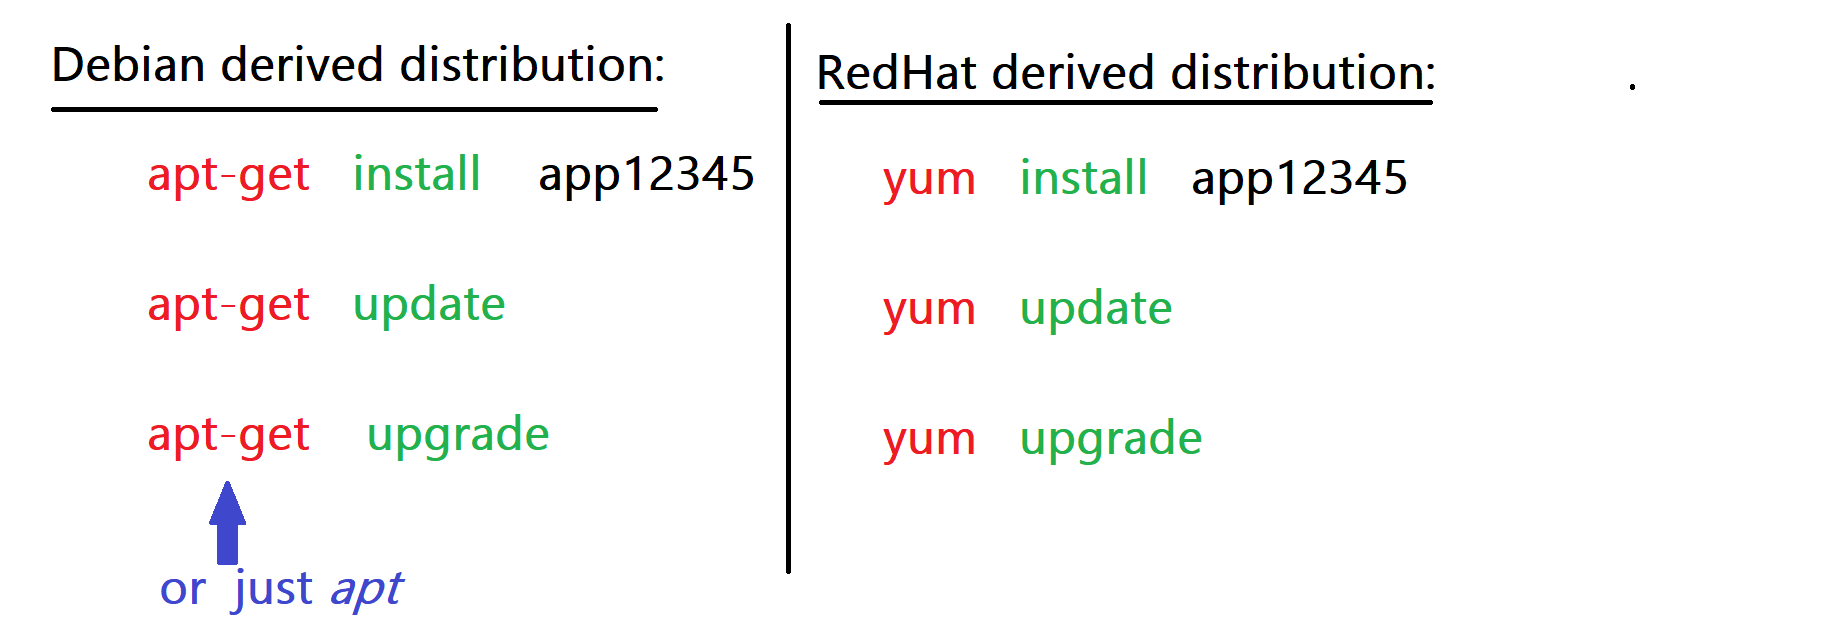 Debian derived distribution:
apt-get install app12345
apt-get update
apt-get upgrade
or just apt
RedHat derived distribution:
yum install app12345
yum update
yum upgrade